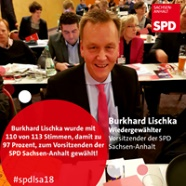 SACHSEN-
ANHALT
SPD
Burkhard Lischka
Wiedergewählter
Vorsitzender der SPD
Sachsen-Anhalt
Burkhard Lischka wurde mit
110 von 113 Stimmen, damit zu
97 Prozent, zum Vorsitzenden der
SPD Sachsen-Anhalt gewählt!
#spdlsa18